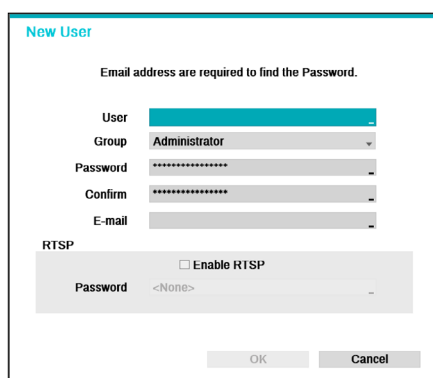 New User
Email address are required to find the Password.
User _
Group Administrator
Password **************** _
Confirm **************** _
E-mail _
RTSP
Enable RTSP
Password <None> _
OK Cancel